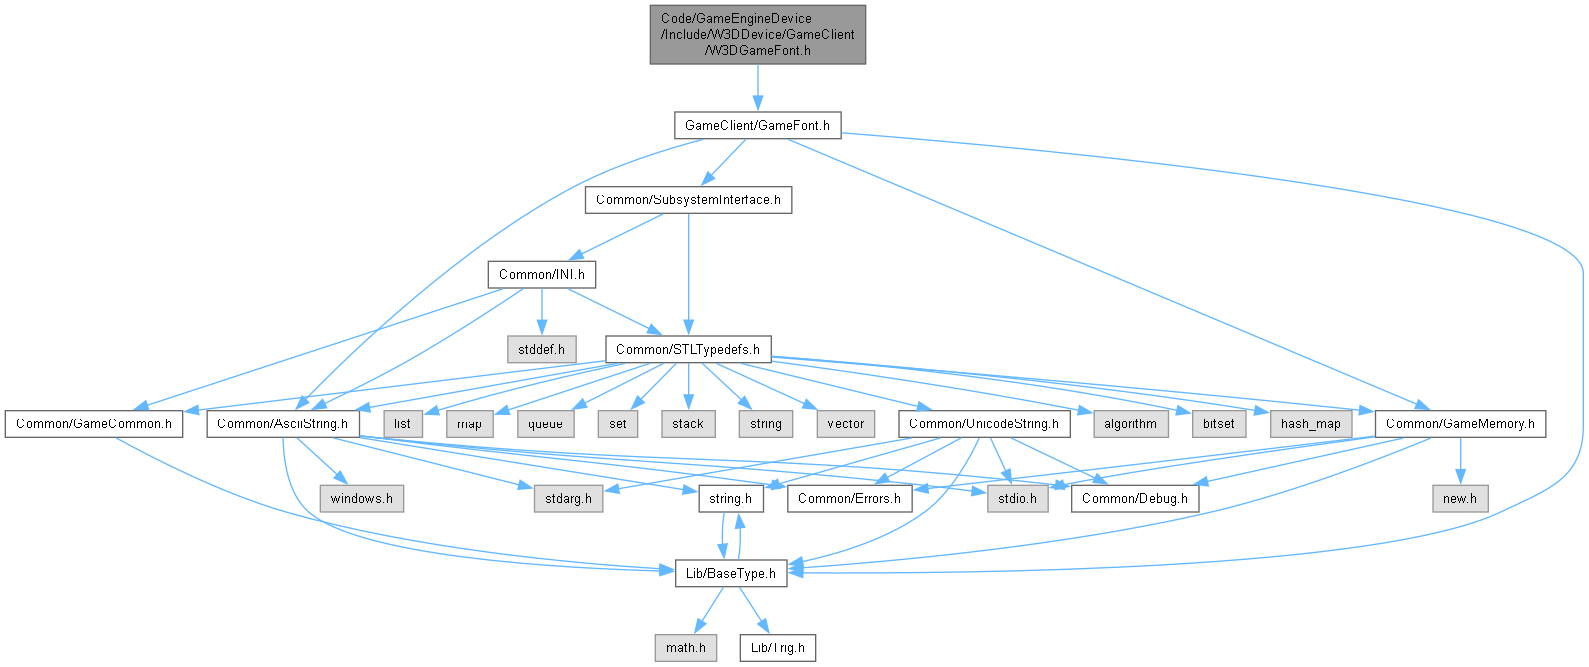 Code/GameEngineDevice
/Include/W3DDevice/GameClient
/W3DGameFont.h
GameClient/GameFont.h
Common/SubsystemInterface.h
Common/INI.h
stddef.h
Common/STLTypedefs.h
Common/GameCommon.h
Common/AsciiString.h
list
map
queue
set
stack
string
vector
Common/UnicodeString.h
algorithm
bitset
hash_map
Common/GameMemory.h
windows.h
stdarg.h
string.h
Common/Errors.h
stdio.h
Common/Debug.h
new.h
Lib/BaseType.h
math.h
Lib/Trig.h